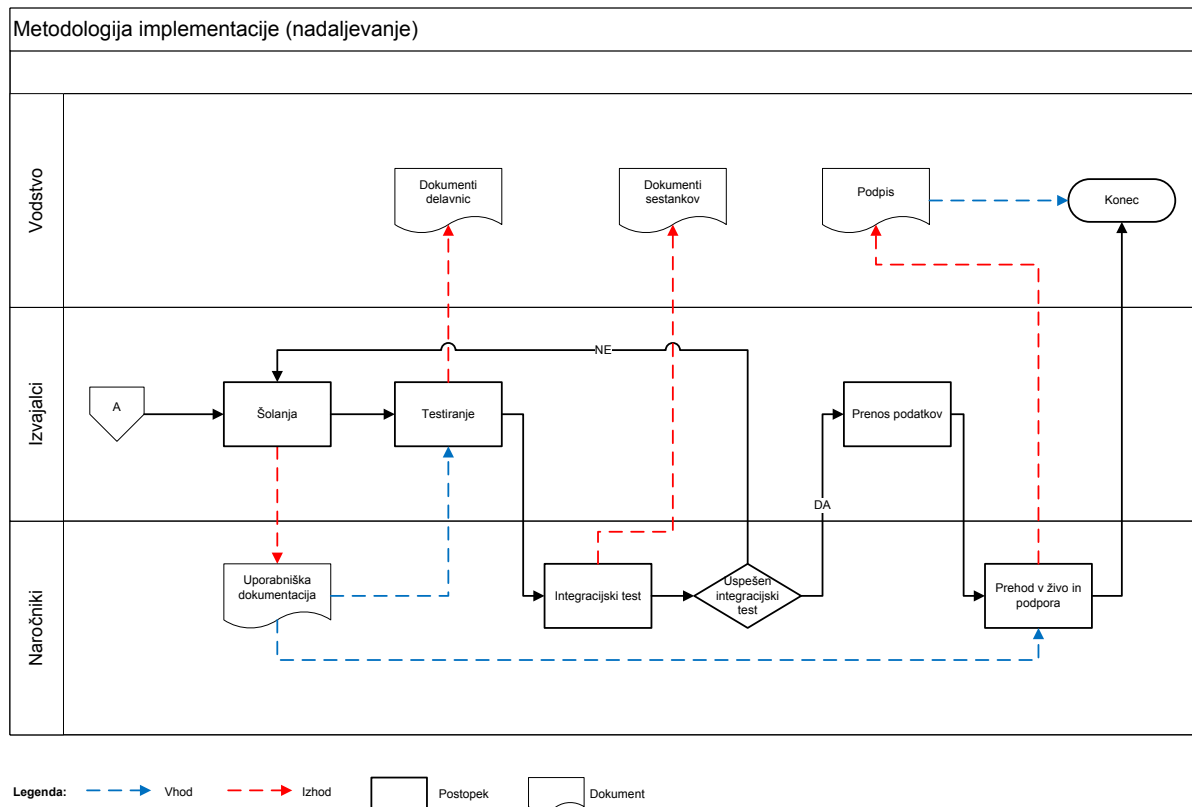 Metodologija implementacije (nadaljevanje)
Vodstvo
Dokumenti
delavnic
Dokumenti
sestankov
Podpis
Konec
Izvajalci
NE
A
Šolanja
Testiranje
Prenos podatkov
DA
Naročniki
Uporabniška
dokumentacija
Integracijski test
Uspešen
integracijski
test
Prehod v živo in
podpora
Legenda:
Vhod
Izhod
Postopek
Dokument